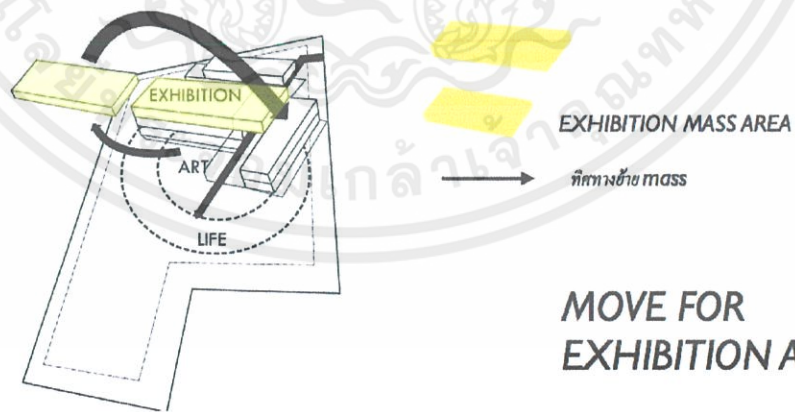 EXHIBITION
ART
LIFE
EXHIBITION MASS AREA
ทิศทางย้าย mass
MOVE FOR
EXHIBITION A